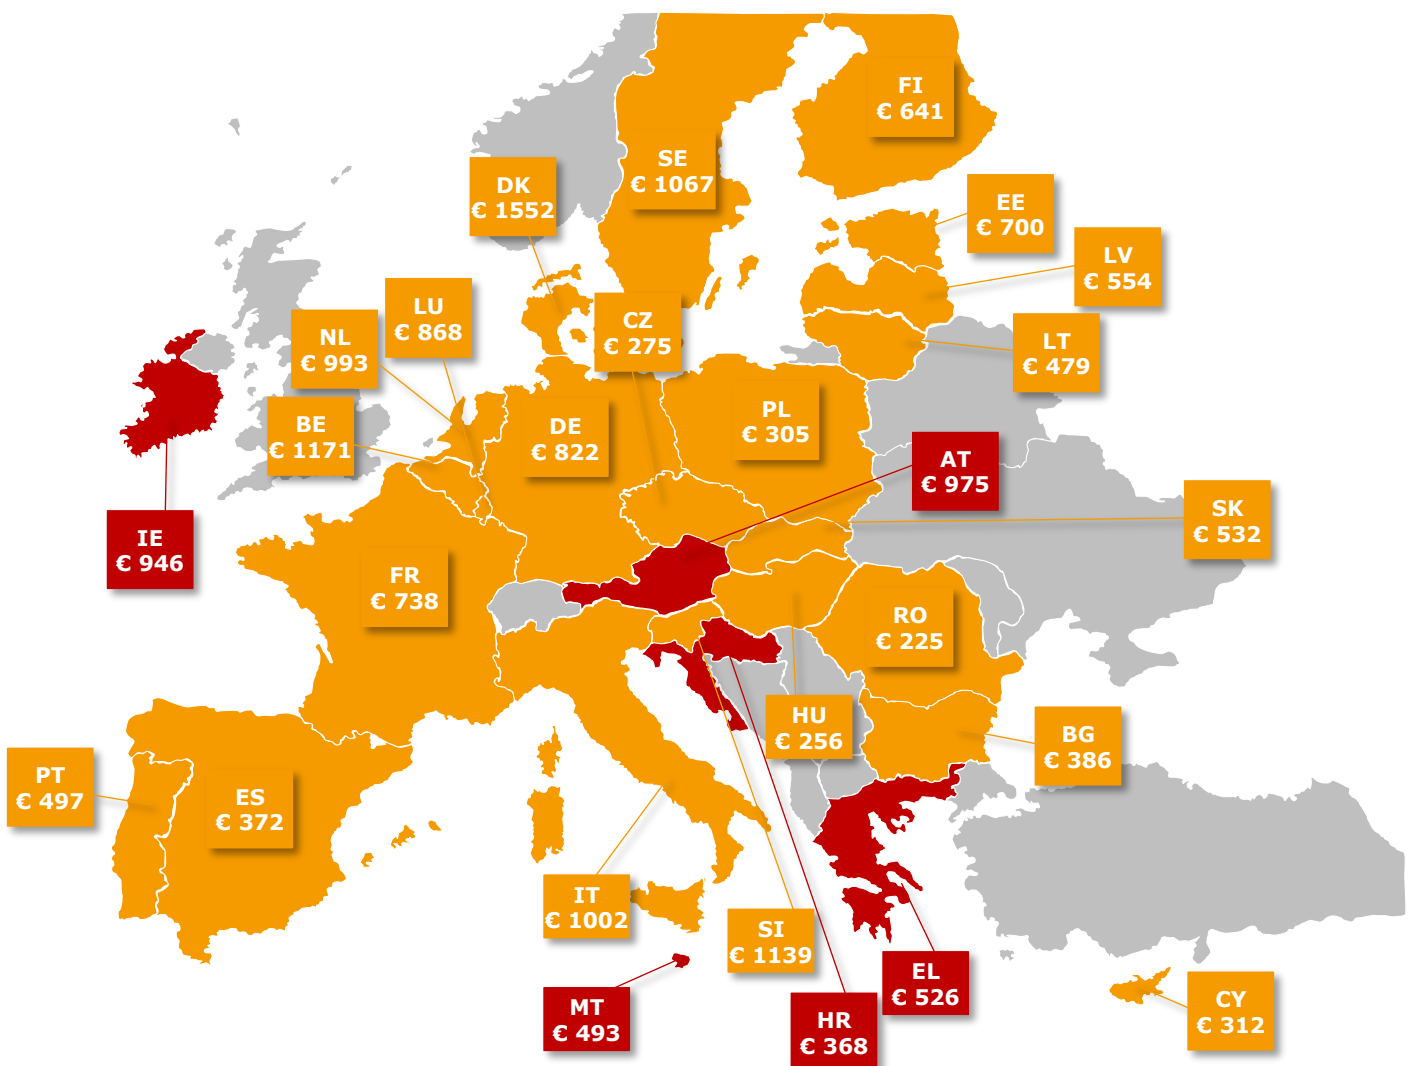 FI
€ 641
SE
€ 1067
DK
€ 1552
EE
€ 700
LV
€ 554
LU
€ 868
CZ
€ 275
NL
€ 993
LT
€ 479
PL
€ 305
BE
€ 1171
DE
€ 822
AT
€ 975
SK
€ 532
IE
€ 946
FR
€ 738
RO
€ 225
HU
€ 256
BG
€ 386
PT
€ 497
ES
€ 372
IT
€ 1002
SI
€ 1139
EL
€ 526
MT
€ 493
HR
€ 368
CY
€ 312